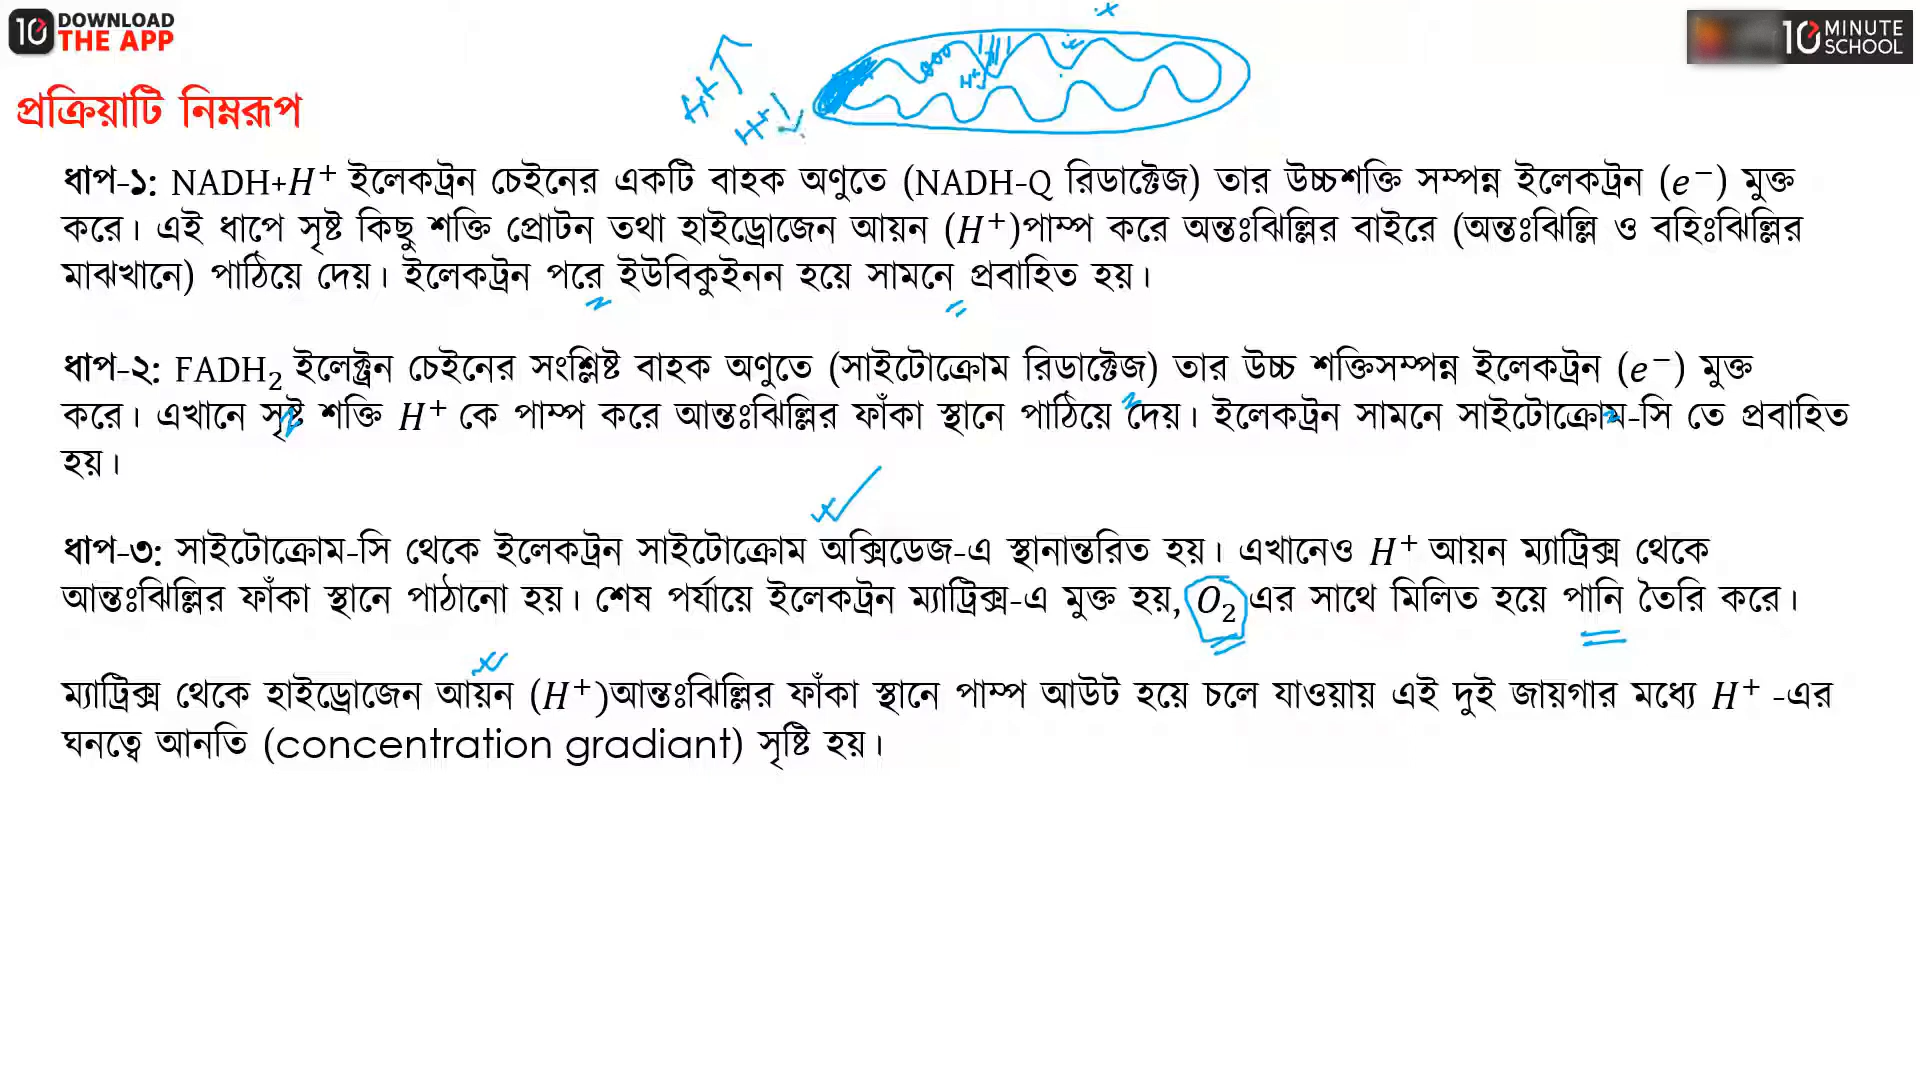 10 DOWNLOAD
THE APP
10 MINUTE
SCHOOL
প্রক্রিয়াটি নিম্নরূপ
H+↑
H+↓
H+
ধাপ-১: NADH+H⁺ ইলেকট্রন চেইনের একটি বাহক অণুতে (NADH-Q রিডাক্টেজ) তার উচ্চশক্তি সম্পন্ন ইলেকট্রন (e⁻) মুক্ত
করে। এই ধাপে সৃষ্ট কিছু শক্তি প্রোটন তথা হাইড্রোজেন আয়ন (H⁺)পাম্প করে অন্তঃঝিল্লির বাইরে (অন্তঃঝিল্লি ও বহিঃঝিল্লির
মাঝখানে) পাঠিয়ে দেয়। ইলেকট্রন পরে ইউবিকুইনন হয়ে সামনে প্রবাহিত হয়।
ধাপ-২: FADH₂ ইলেক্ট্রন চেইনের সংশ্লিষ্ট বাহক অণুতে (সাইটোক্রোম রিডাক্টেজ) তার উচ্চ শক্তিসম্পন্ন ইলেকট্রন (e⁻) মুক্ত
করে। এখানে সৃষ্ট শক্তি H⁺ কে পাম্প করে আন্তঃঝিল্লির ফাঁকা স্থানে পাঠিয়ে দেয়। ইলেকট্রন সামনে সাইটোক্রোম-সি তে প্রবাহিত
হয়।
ধাপ-৩: সাইটোক্রোম-সি থেকে ইলেকট্রন সাইটোক্রোম অক্সিডেজ-এ স্থানান্তরিত হয়। এখানেও H⁺ আয়ন ম্যাট্রিক্স থেকে
আন্তঃঝিল্লির ফাঁকা স্থানে পাঠানো হয়। শেষ পর্যায়ে ইলেকট্রন ম্যাট্রিক্স-এ মুক্ত হয়, O₂ এর সাথে মিলিত হয়ে পানি তৈরি করে।
ম্যাট্রিক্স থেকে হাইড্রোজেন আয়ন (H⁺)আন্তঃঝিল্লির ফাঁকা স্থানে পাম্প আউট হয়ে চলে যাওয়ায় এই দুই জায়গার মধ্যে H⁺ -এর
ঘনত্বে আনতি (concentration gradiant) সৃষ্টি হয়।